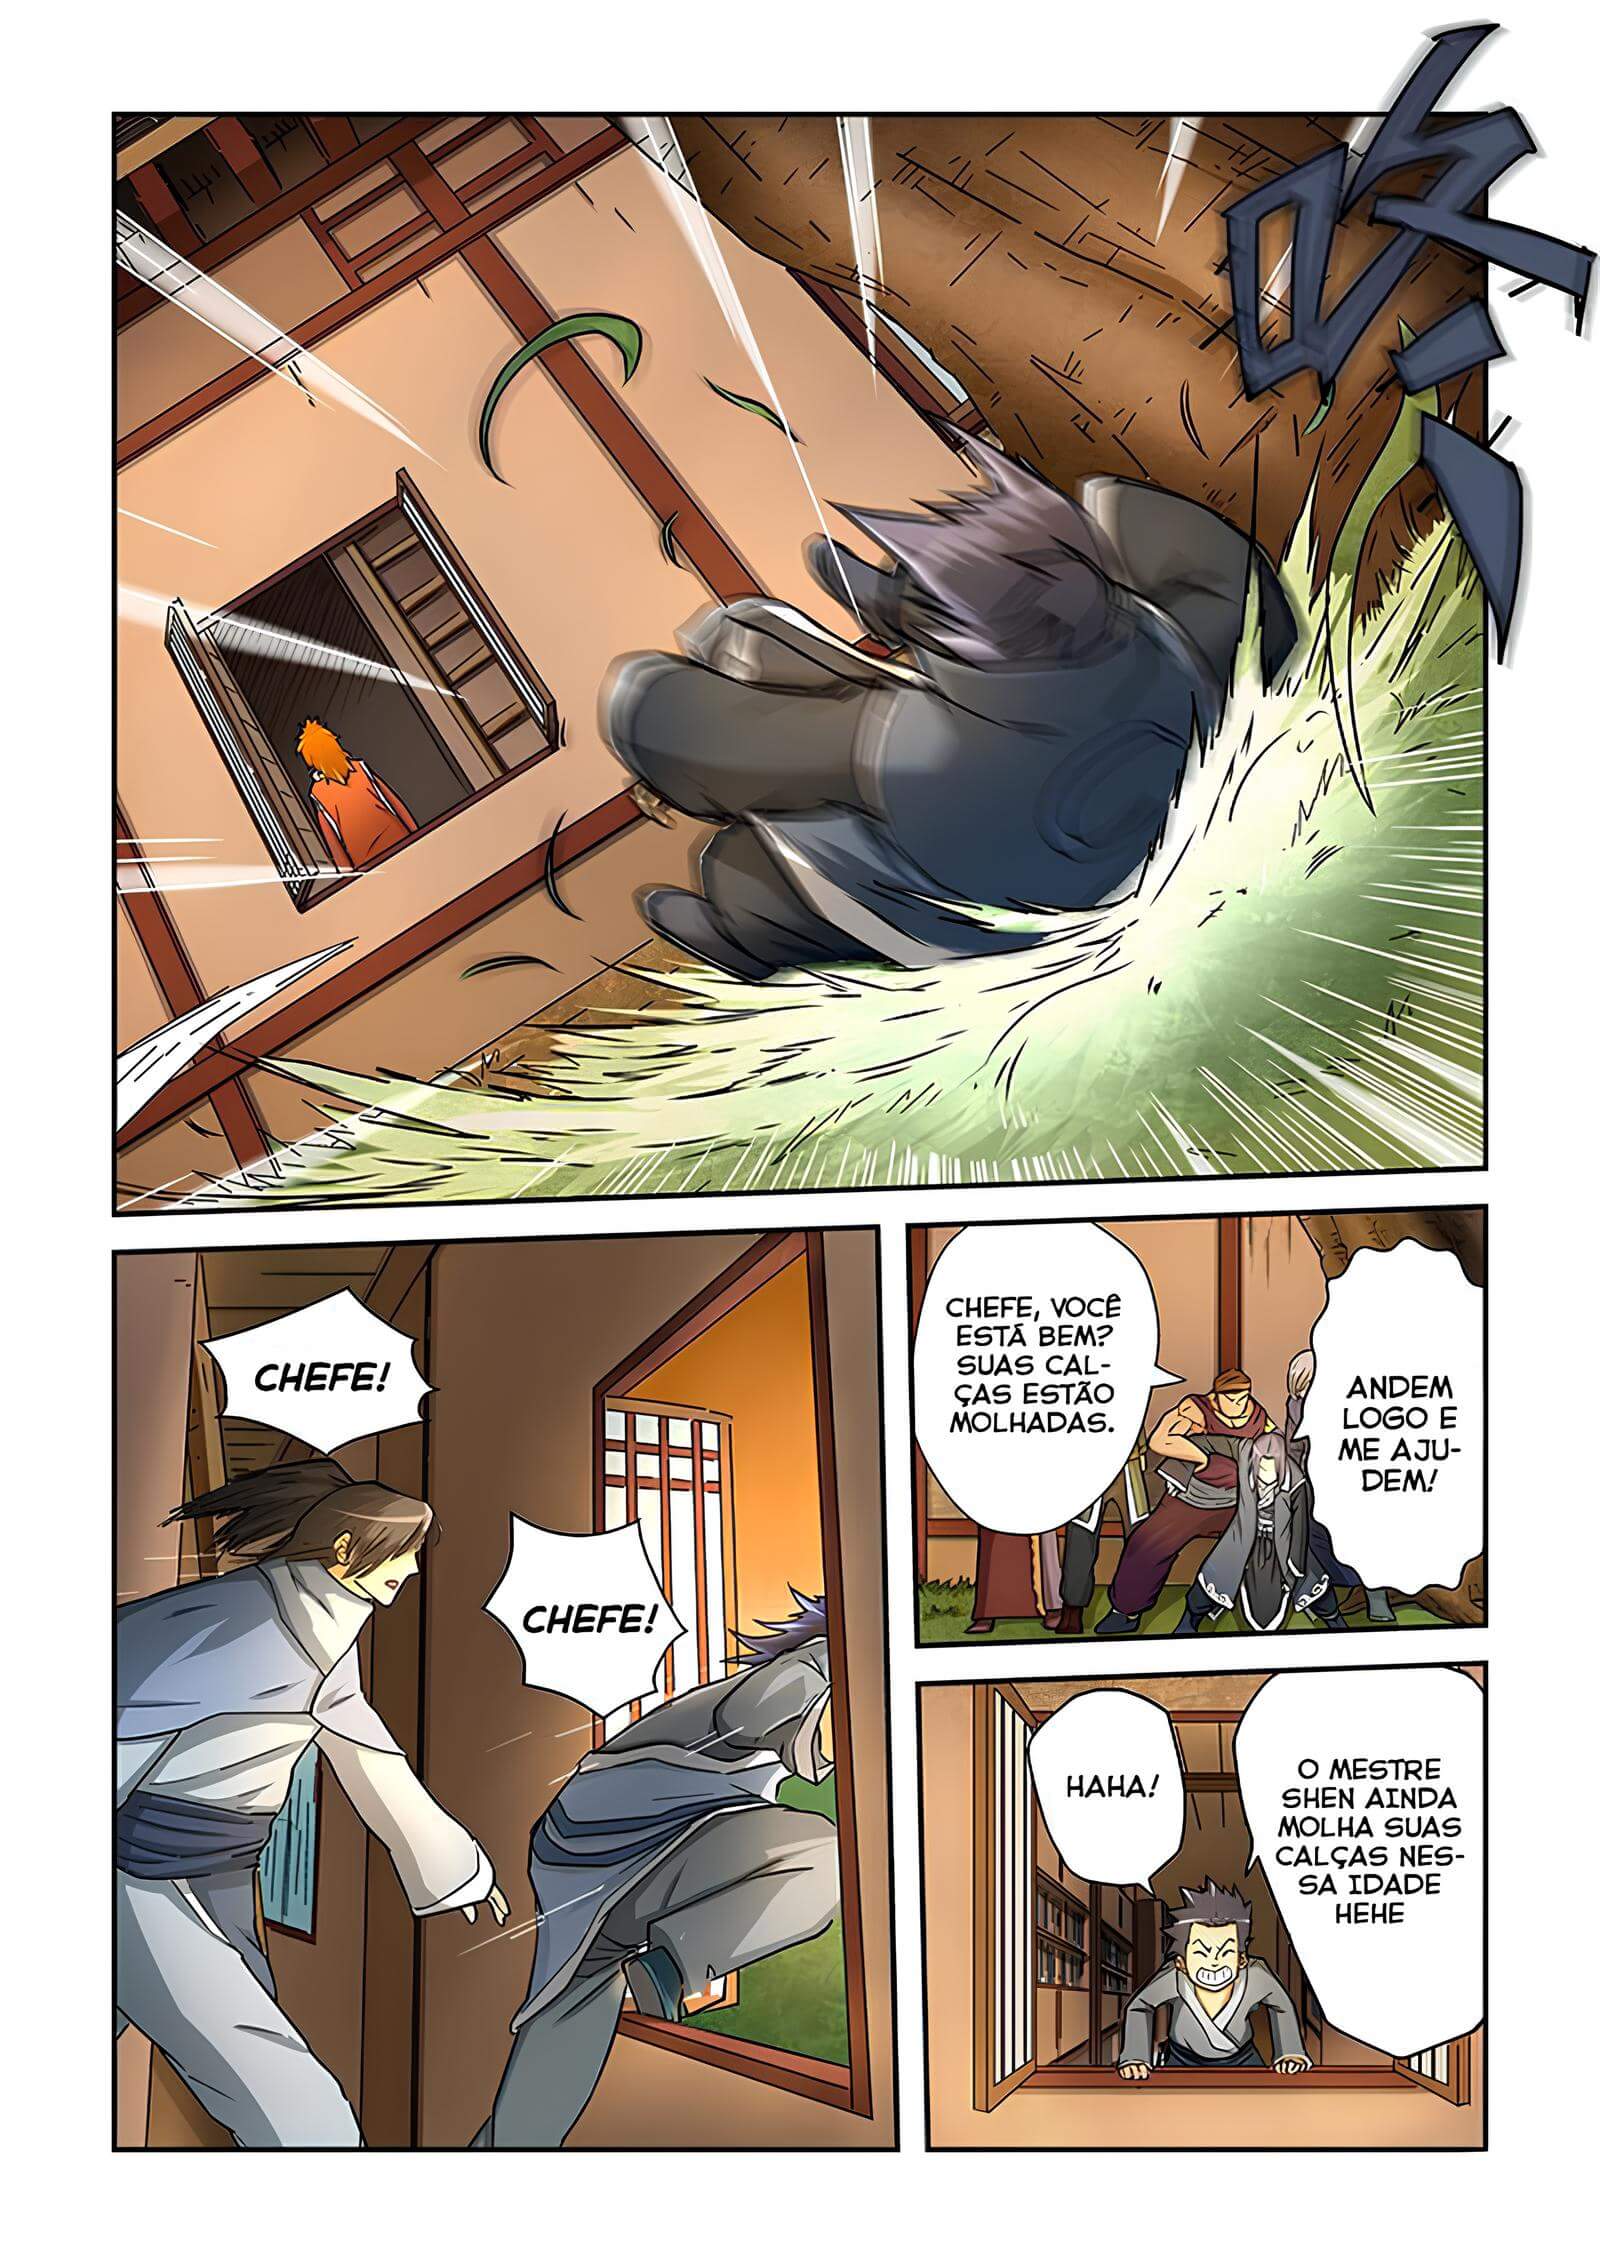 咚
CHEFE!
CHEFE!
CHEFE, VOCÊ
ESTÁ BEM?
SUAS CAL-
ÇAS ESTÃO
MOLHADAS.
ANDEM
LOGO E
ME AJU-
DEM!
HAHA!
O MESTRE
SHEN AINDA
MOLHA SUAS
CALÇAS NES-
SA IDADE
HEHE